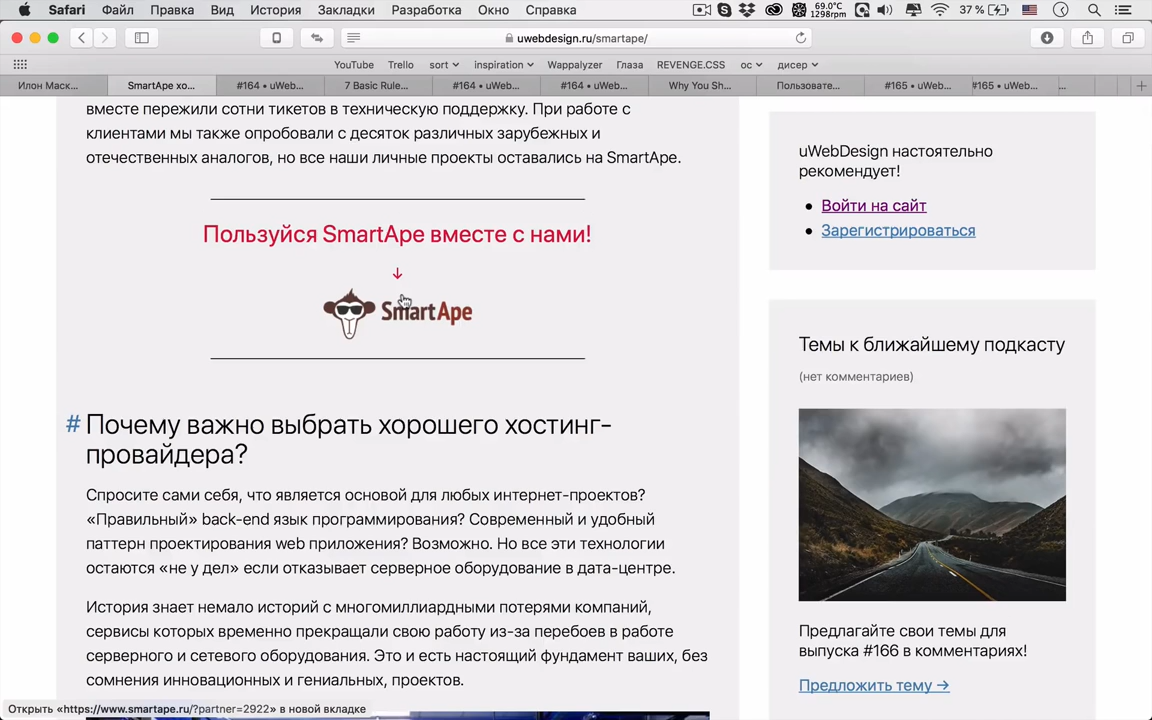 Safari Файл Правка Вид История Закладки Разработка Окно Справка 69.0°C 1298rpm 37 %
uwebdesign.ru/smartape/
YouTube Trello sort inspiration Wappalyzer Глаза REVENGE.CSS ос дисер
Илон Маск... SmartApe хо... #164 • uWeb... 7 Basic Rule... #164 • uWeb... #164 • uWeb... Why You Sh... Пользовате... #165 • uWeb... #165 • uWeb... ...
вместе пережили сотни тикетов в техническую поддержку. При работе с
клиентами мы также опробовали с десяток различных зарубежных и
отечественных аналогов, но все наши личные проекты оставались на SmartApe.
Пользуйся SmartApe вместе с нами!
↓
SmartApe
# Почему важно выбрать хорошего хостинг-
провайдера?
Спросите сами себя, что является основой для любых интернет-проектов?
«Правильный» back-end язык программирования? Современный и удобный
паттерн проектирования web приложения? Возможно. Но все эти технологии
остаются «не у дел» если отказывает серверное оборудование в дата-центре.
История знает немало историй с многомиллиардными потерями компаний,
сервисы которых временно прекращали свою работу из-за перебоев в работе
серверного и сетевого оборудования. Это и есть настоящий фундамент ваших, без
сомнения инновационных и гениальных, проектов.
uWebDesign настоятельно
рекомендует!
• Войти на сайт
• Зарегистрироваться
Темы к ближайшему подкасту
(нет комментариев)
Предлагайте свои темы для
выпуска #166 в комментариях!
Предложить тему →
Открыть «https://www.smartape.ru/?partner=2922» в новой вкладке